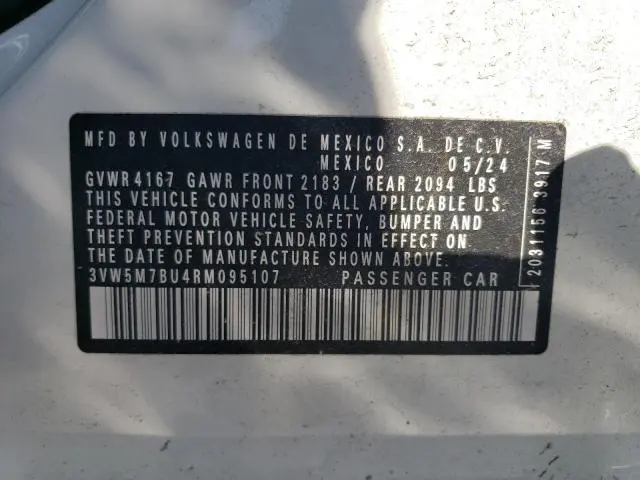 MFD BY VOLKSWAGEN DE MEXICO S.A. DE C.V.
MEXICO 05/24
GVWR 4167 GAWR FRONT 2183 / REAR 2094 LBS
THIS VEHICLE CONFORMS TO ALL APPLICABLE U.S.
FEDERAL MOTOR VEHICLE SAFETY, BUMPER AND
THEFT PREVENTION STANDARDS IN EFFECT ON
THE DATE OF MANUFACTURE SHOWN ABOVE.
3VW5M7BU4RM095107 PASSENGER CAR
2031156 3917 M